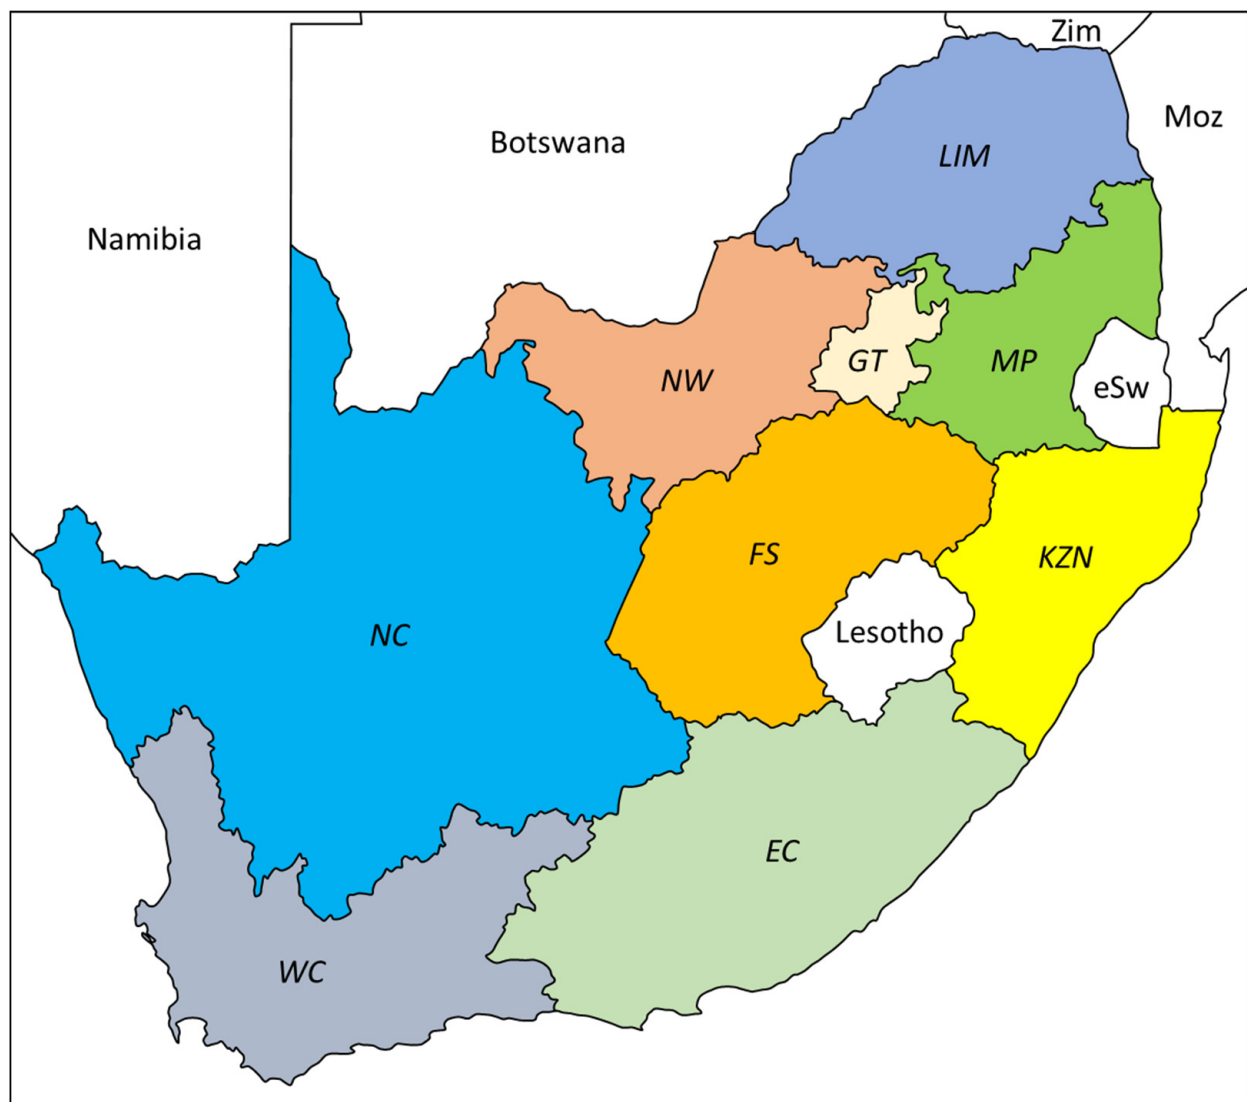 Zim
Moz
Botswana
LIM
Namibia
GT
MP
NW
eSw
FS
KZN
NC
Lesotho
EC
WC